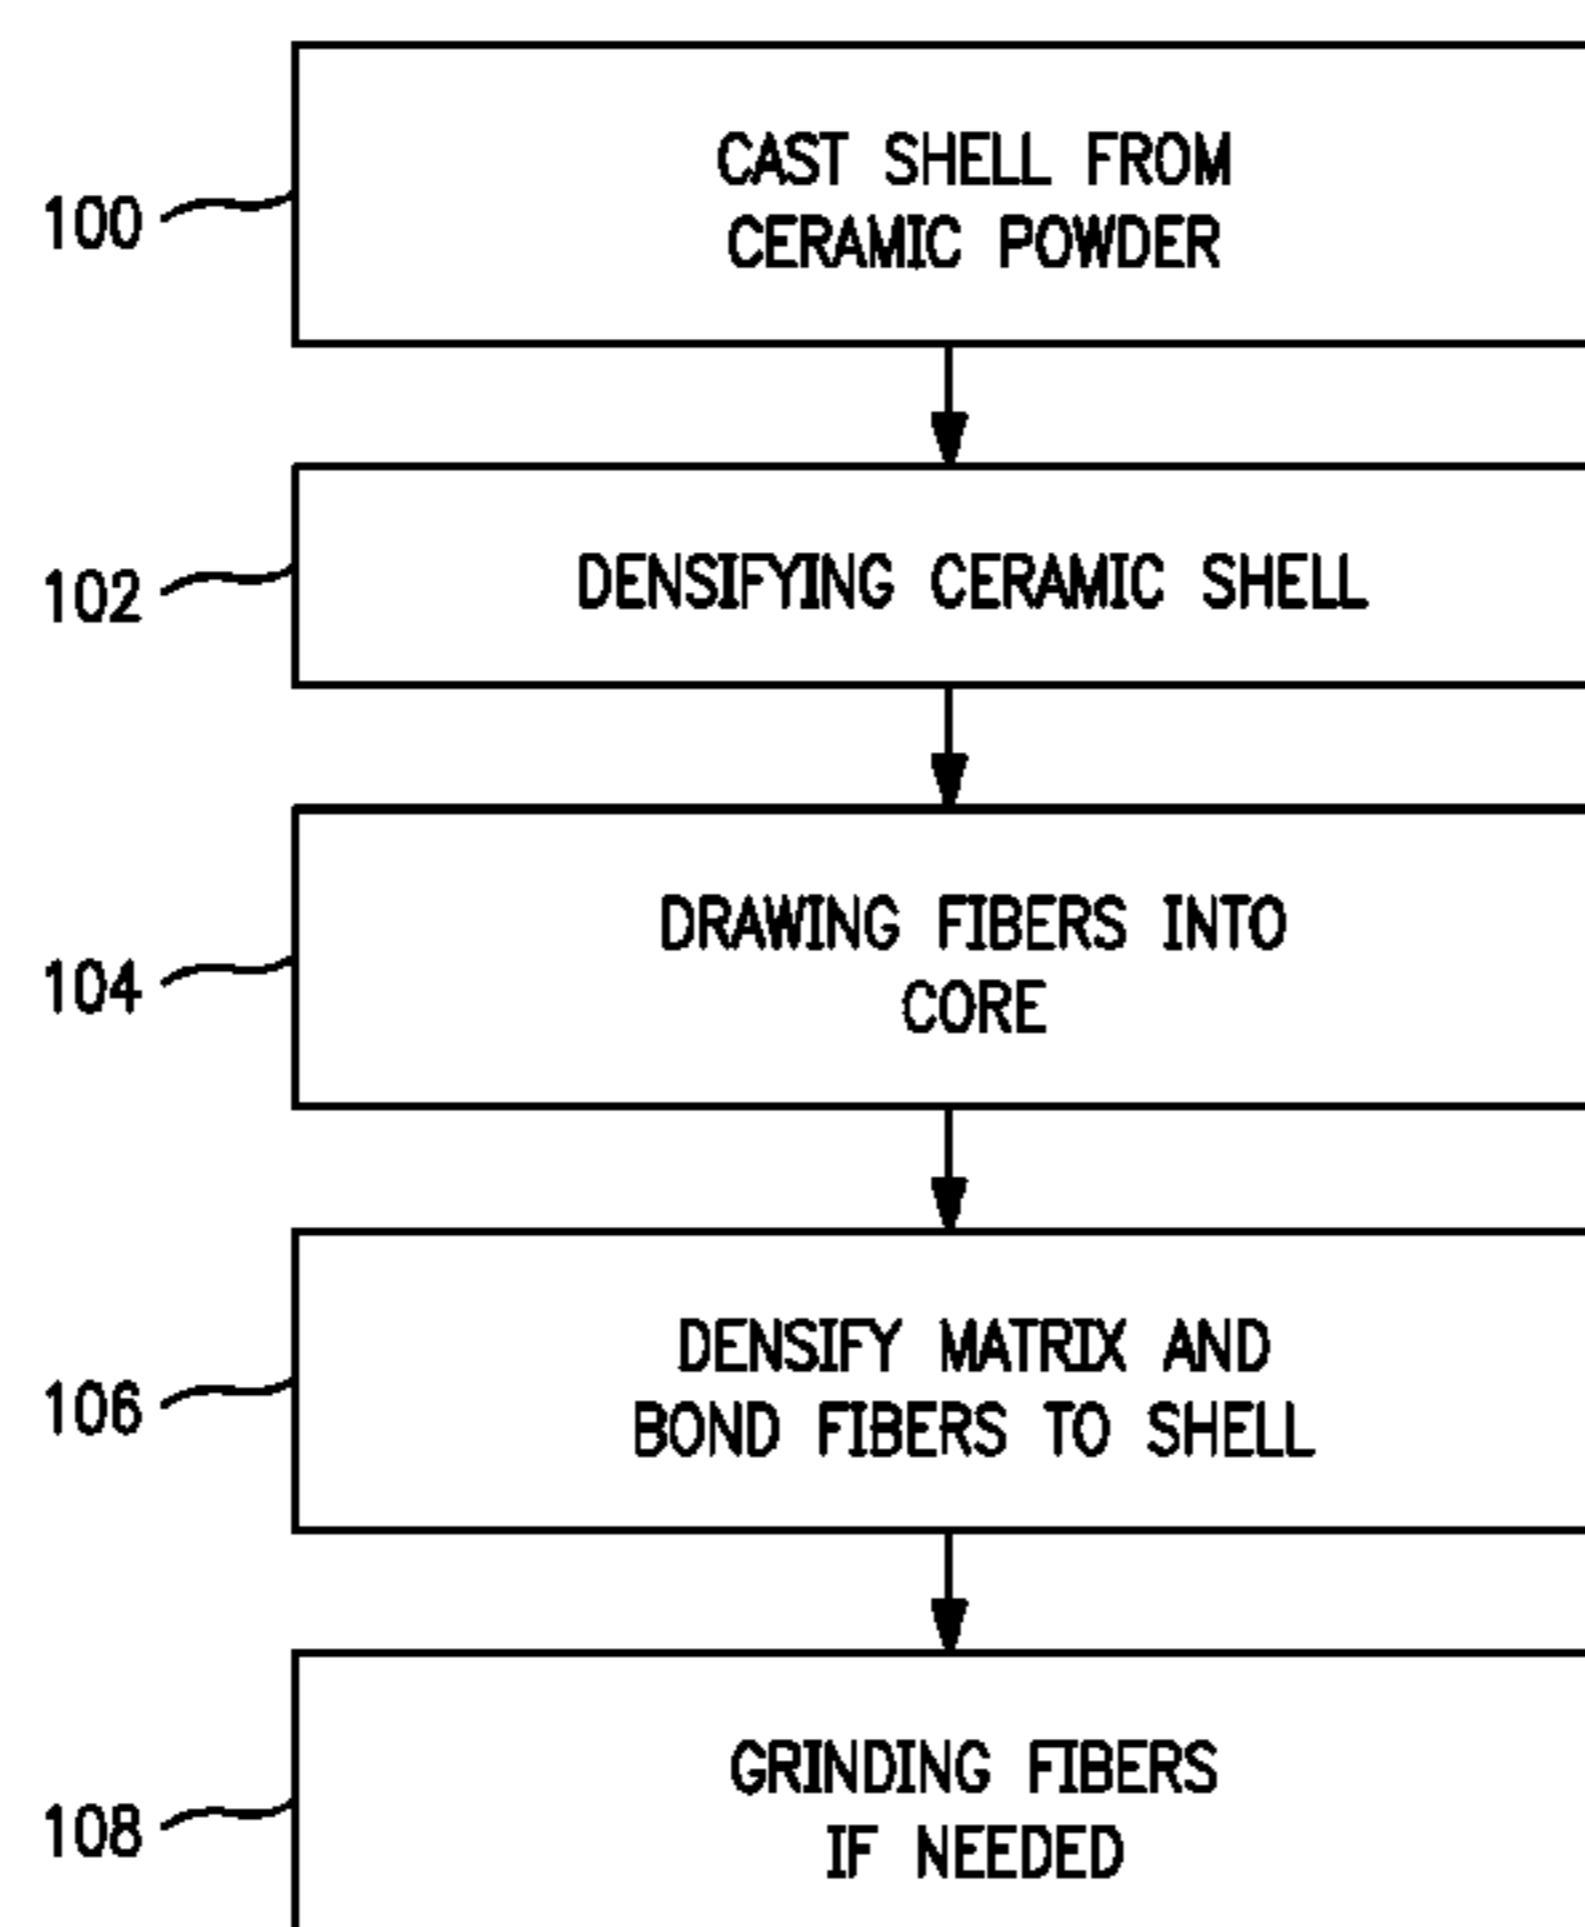 100
CAST SHELL FROM
CERAMIC POWDER
102
DENSIFYING CERAMIC SHELL
104
DRAWING FIBERS INTO
CORE
106
DENSIFY MATRIX AND
BOND FIBERS TO SHELL
108
GRINDING FIBERS
IF NEEDED